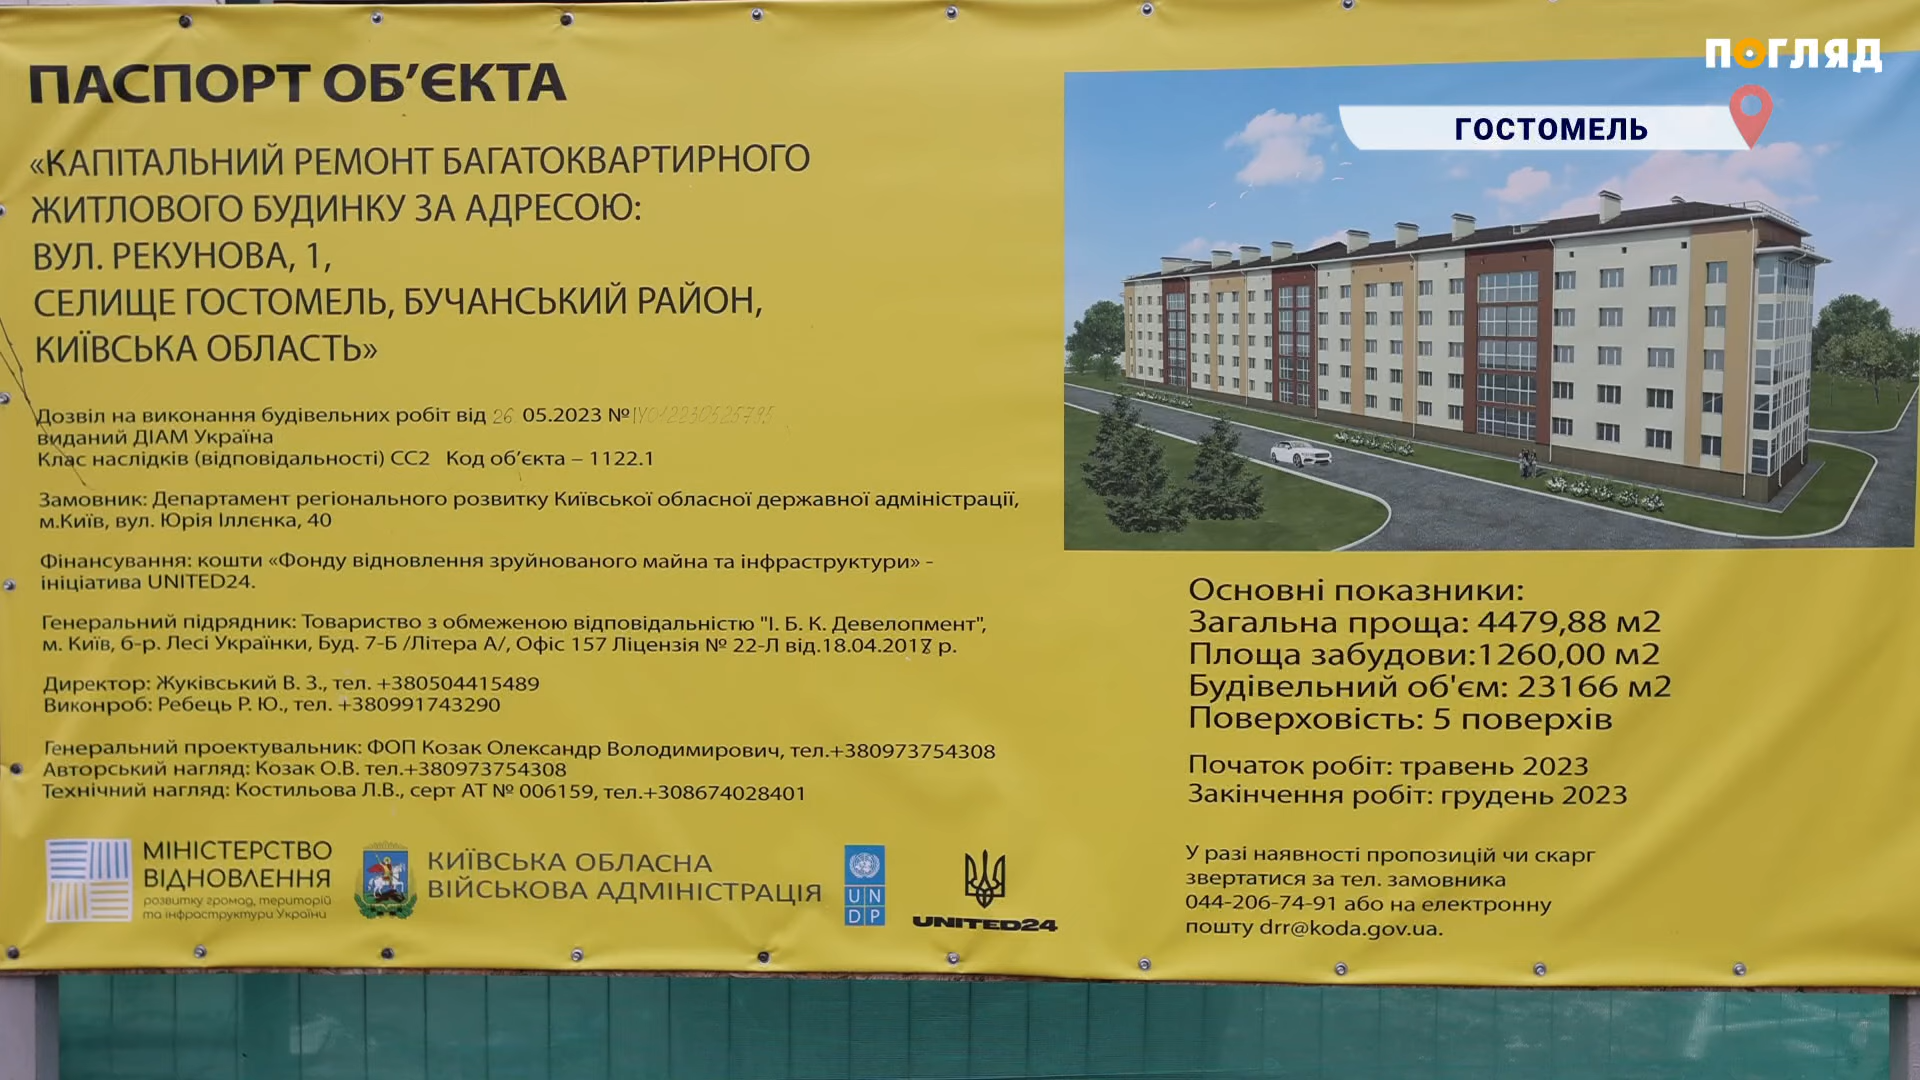 ПОГЛЯД
ГОСТОМЕЛЬ
ПАСПОРТ ОБ’ЄКТА
«КАПІТАЛЬНИЙ РЕМОНТ БАГАТОКВАРТИРНОГО
ЖИТЛОВОГО БУДИНКУ ЗА АДРЕСОЮ:
ВУЛ. РЕКУНОВА, 1,
СЕЛИЩЕ ГОСТОМЕЛЬ, БУЧАНСЬКИЙ РАЙОН,
КИЇВСЬКА ОБЛАСТЬ»
Дозвіл на виконання будівельних робіт від 26 05.2023 №
виданий ДІАМ Україна
Клас наслідків (відповідальності) СС2 Код об’єкта – 1122.1
Замовник: Департамент регіонального розвитку Київської обласної державної адміністрації,
м.Київ, вул. Юрія Іллєнка, 40
Фінансування: кошти «Фонду відновлення зруйнованого майна та інфраструктури» -
ініціатива UNITED24.
Генеральний підрядник: Товариство з обмеженою відповідальністю "І. Б. К. Девелопмент",
м. Київ, б-р. Лесі Українки, Буд. 7-Б /Літера А/, Офіс 157 Ліцензія № 22-Л від.18.04.2018 р.
Директор: Жуківський В. З., тел. +380504415489
Виконроб: Ребець Р. Ю., тел. +380991743290
Генеральний проектувальник: ФОП Козак Олександр Володимирович, тел.+380973754308
Авторський нагляд: Козак О.В. тел.+380973754308
Технічний нагляд: Костильова Л.В., серт АТ № 006159, тел.+308674028401
МІНІСТЕРСТВО
ВІДНОВЛЕННЯ
розвитку громад, територій
та інфраструктури України
КИЇВСЬКА ОБЛАСНА
ВІЙСЬКОВА АДМІНІСТРАЦІЯ
UN
DP
UNITED24
Основні показники:
Загальна проща: 4479,88 м2
Площа забудови:1260,00 м2
Будівельний об'єм: 23166 м2
Поверховість: 5 поверхів
Початок робіт: травень 2023
Закінчення робіт: грудень 2023
У разі наявності пропозицій чи скарг
звертатися за тел. замовника
044-206-74-91 або на електронну
пошту drr@koda.gov.ua.